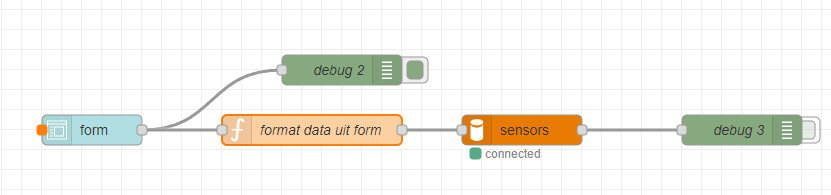 debug 2
form
format data uit form
sensors
debug 3
connected